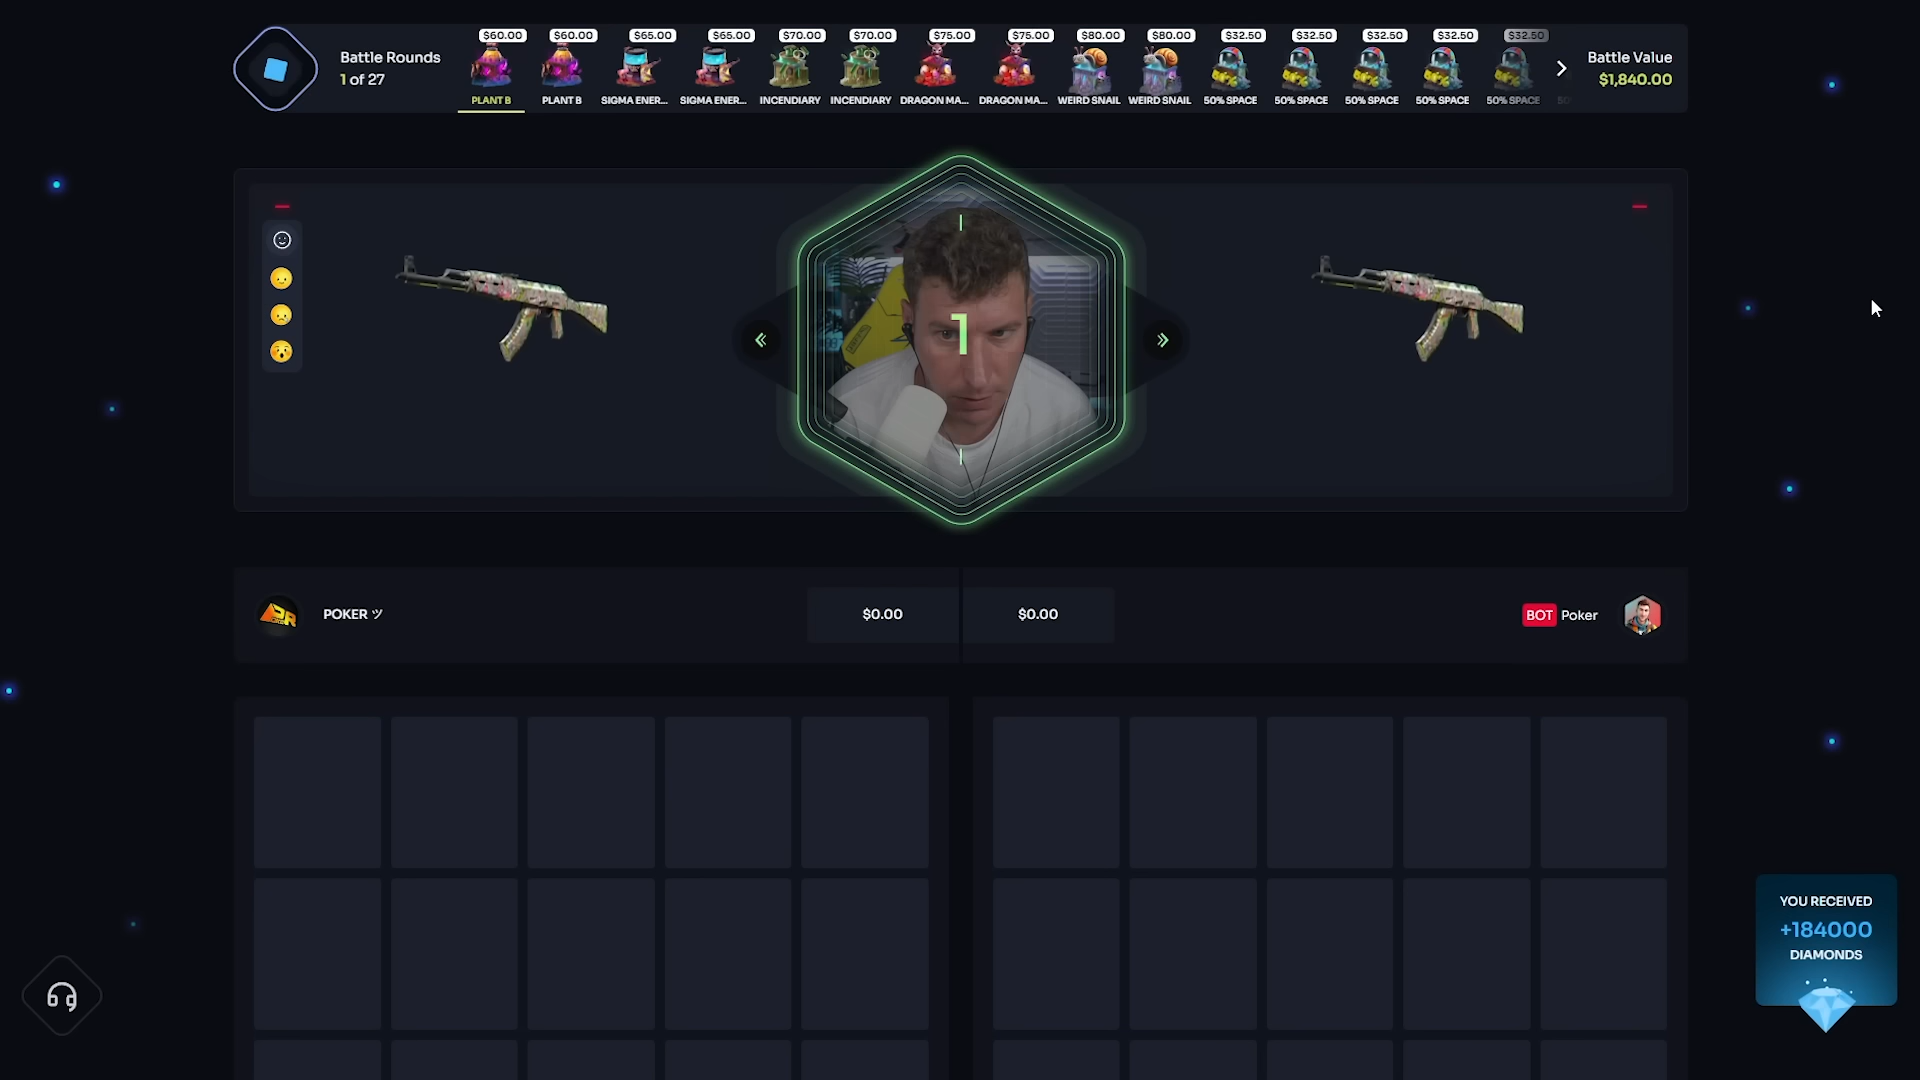 Battle Rounds
1 of 27
$60.00
PLANT B
$60.00
PLANT B
$65.00
SIGMA ENER...
$65.00
SIGMA ENER...
$70.00
INCENDIARY
$70.00
INCENDIARY
$75.00
DRAGON MA...
$75.00
DRAGON MA...
$80.00
WEIRD SNAIL
$80.00
WEIRD SNAIL
$32.50
50% SPACE
$32.50
50% SPACE
$32.50
50% SPACE
$32.50
50% SPACE
$32.50
50% SPACE
50
Battle Value
$1,840.00
1
POKER ツ
$0.00
$0.00
BOT Poker
YOU RECEIVED
+184000
DIAMONDS